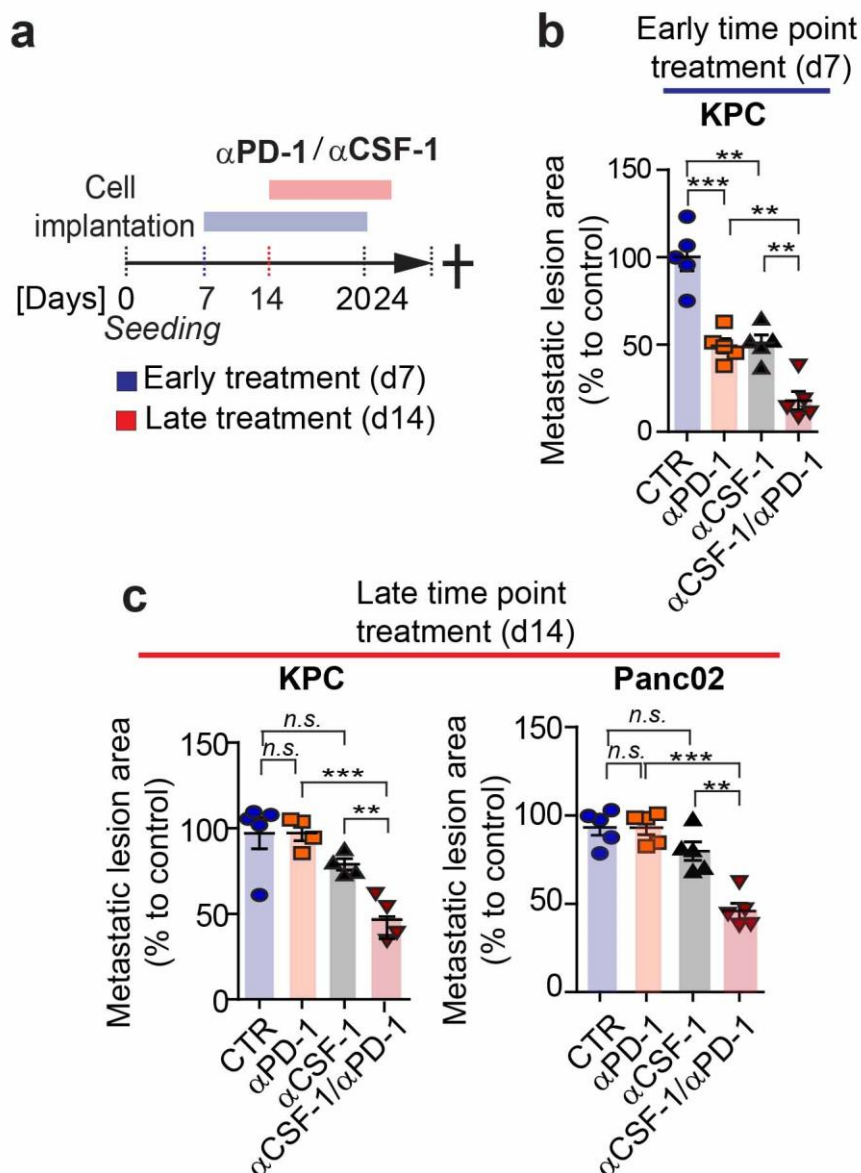 a
αPD-1 / αCSF-1
Cell
implantation
[Days] 0 7 14 20 24
Seeding
Early treatment (d7)
Late treatment (d14)
b
Early time point
treatment (d7)
KPC
Metastatic lesion area
(% to control)
150
100
50
0
**
***
**
**
CTR
αPD-1
αCSF-1
αCSF-1/αPD-1
c
Late time point
treatment (d14)
KPC
Metastatic lesion area
(% to control)
150
100
50
0
n.s.
n.s.
***
**
CTR
αPD-1
αCSF-1
αCSF-1/αPD-1
Panc02
Metastatic lesion area
(% to control)
150
100
50
0
n.s.
n.s.
***
**
CTR
αPD-1
αCSF-1
αCSF-1/αPD-1